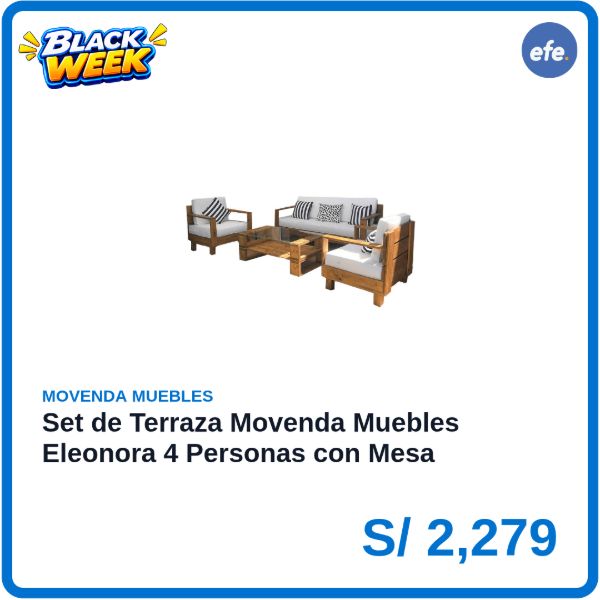 BLACK
WEEK
efe.
MOVENDA MUEBLES
Set de Terraza Movenda Muebles
Eleonora 4 Personas con Mesa
S/ 2,279